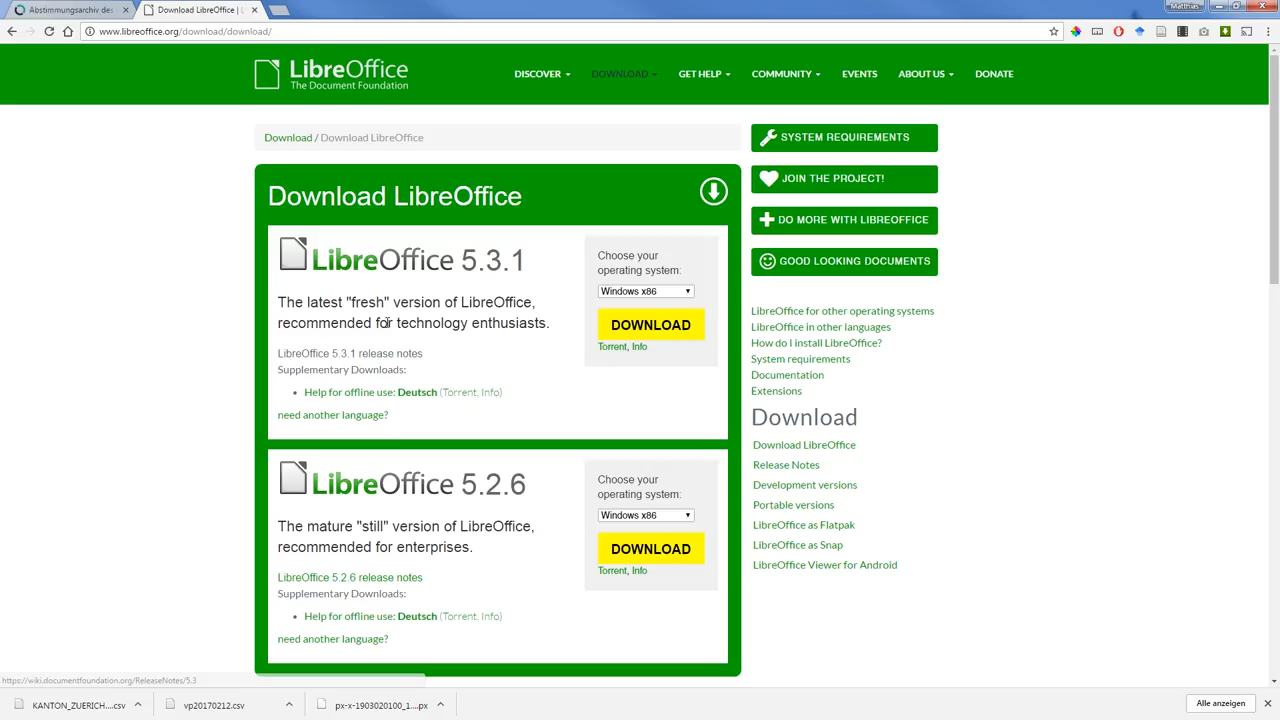 Abstimmungsarchiv des
Download LibreOffice |
Matthias
www.libreoffice.org/download/download/
LibreOffice
The Document Foundation
DISCOVER
DOWNLOAD
GET HELP
COMMUNITY
EVENTS
ABOUT US
DONATE
Download / Download LibreOffice
Download LibreOffice
LibreOffice 5.3.1
The latest "fresh" version of LibreOffice,
recommended for technology enthusiasts.
LibreOffice 5.3.1 release notes
Supplementary Downloads:
Help for offline use: Deutsch (Torrent, Info)
need another language?
Choose your
operating system:
Windows x86
DOWNLOAD
Torrent, Info
LibreOffice 5.2.6
The mature "still" version of LibreOffice,
recommended for enterprises.
LibreOffice 5.2.6 release notes
Supplementary Downloads:
Help for offline use: Deutsch (Torrent, Info)
need another language?
Choose your
operating system:
Windows x86
DOWNLOAD
Torrent, Info
SYSTEM REQUIREMENTS
JOIN THE PROJECT!
DO MORE WITH LIBREOFFICE
GOOD LOOKING DOCUMENTS
LibreOffice for other operating systems
LibreOffice in other languages
How do I install LibreOffice?
System requirements
Documentation
Extensions
Download
Download LibreOffice
Release Notes
Development versions
Portable versions
LibreOffice as Flatpak
LibreOffice as Snap
LibreOffice Viewer for Android
https://wiki.documentfoundation.org/ReleaseNotes/5.3
KANTON_ZUERICH....csv
vp20170212.csv
px-x-1903020100_1....px
Alle anzeigen